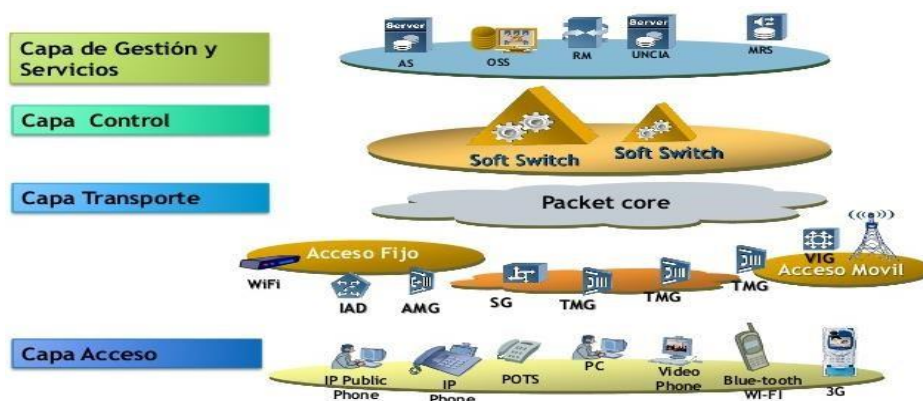 Capa de Gestión y
Servicios
Server
Server
AS
OSS
RM
UNCIA
MRS
Capa Control
Soft Switch
Soft Switch
Capa Transporte
Packet core
Acceso Fijo
WiFi
IAD
AMG
SG
TMG
TMG
TMG
VIG
Acceso Movil
Capa Acceso
IP Public
Phone
IP
Phone
POTS
PC
Video
Phone
Blue-tooth
WI-FI
3G